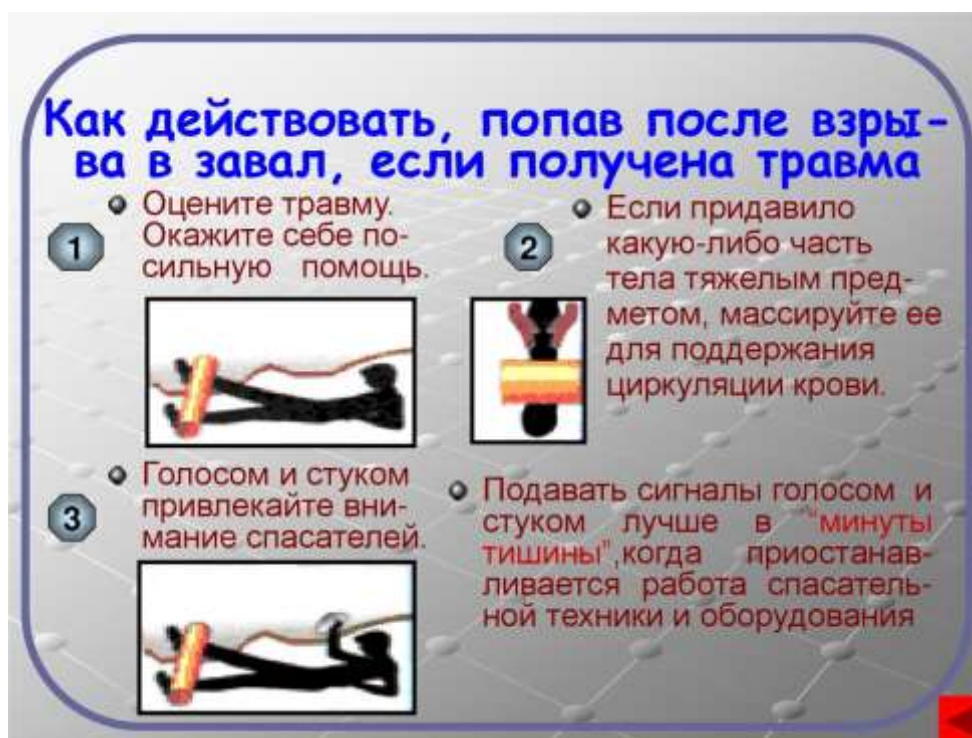 Как действовать, попав после взры-
ва в завал, если получена травма
1
Оцените травму.
Окажите себе по-
сильную помощь.
2
Если придавило
какую-либо часть
тела тяжелым пред-
метом, массируйте ее
для поддержания
циркуляции крови.
3
Голосом и стуком
привлекайте вни-
мание спасателей.
Подавать сигналы голосом и
стуком лучше в "минуты
тишины",когда приостанав-
ливается работа спасатель-
ной техники и оборудования